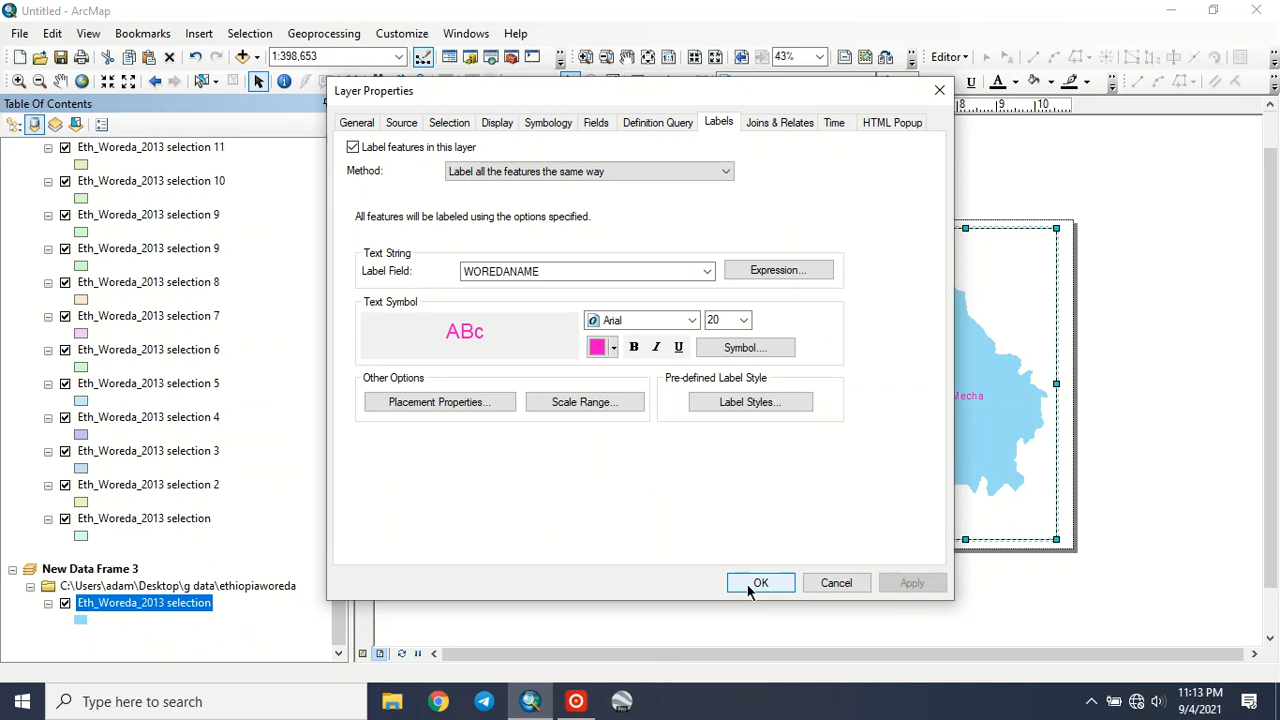 Untitled - ArcMap
File Edit View Bookmarks Insert Selection Geoprocessing Customize Windows Help
1:398,653 43% Editor
U A
Table Of Contents
Eth_Woreda_2013 selection 11
Eth_Woreda_2013 selection 10
Eth_Woreda_2013 selection 9
Eth_Woreda_2013 selection 9
Eth_Woreda_2013 selection 8
Eth_Woreda_2013 selection 7
Eth_Woreda_2013 selection 6
Eth_Woreda_2013 selection 5
Eth_Woreda_2013 selection 4
Eth_Woreda_2013 selection 3
Eth_Woreda_2013 selection 2
Eth_Woreda_2013 selection
New Data Frame 3
C:\Users\adam\Desktop\g data\ethiopiaworeda
Eth_Woreda_2013 selection
Layer Properties
General Source Selection Display Symbology Fields Definition Query Labels Joins & Relates Time HTML Popup
Label features in this layer
Method: Label all the features the same way
All features will be labeled using the options specified.
Text String
Label Field: WOREDANAME Expression...
Text Symbol
ABc
Arial 20
B I U Symbol....
Other Options Pre-defined Label Style
Placement Properties... Scale Range... Label Styles...
OK Cancel Apply
8 9 10
Mecha
Type here to search
11:13 PM
9/4/2021